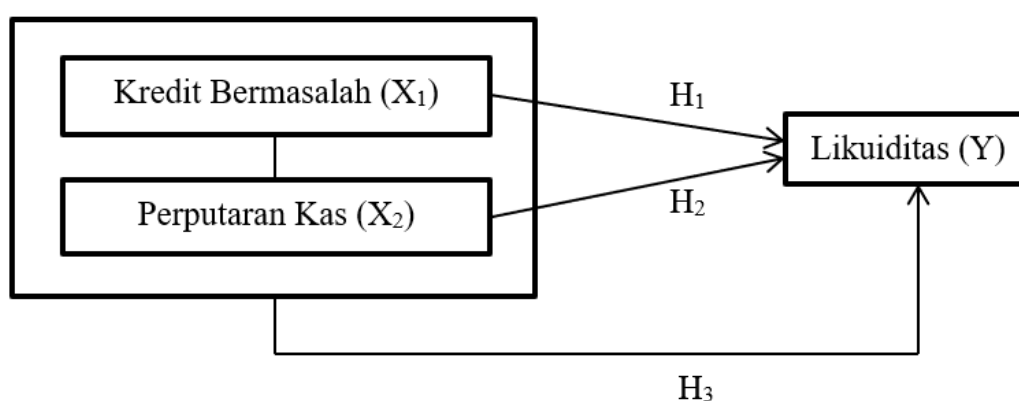 Kredit Bermasalah (X₁)
H₁
Likuiditas (Y)
Perputaran Kas (X₂)
H₂
H₃